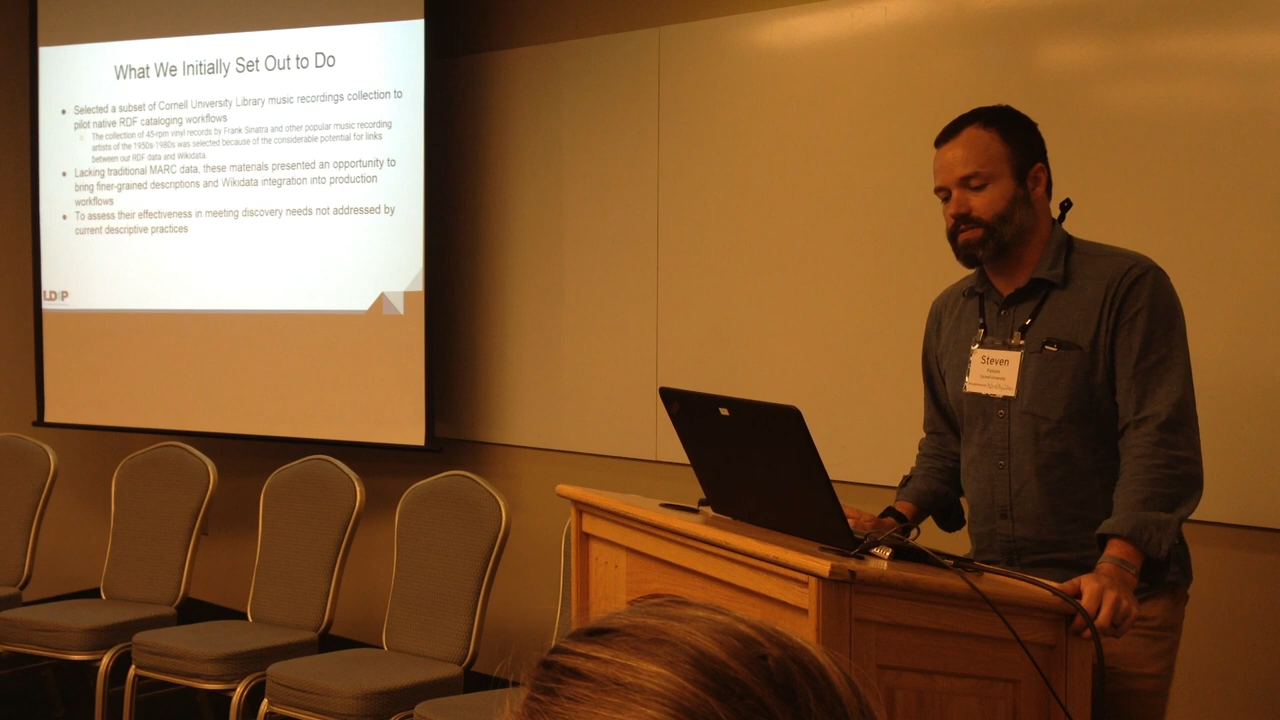 What We Initially Set Out to Do
Selected a subset of Cornell University Library music recordings collection to
pilot native RDF cataloging workflows
The collection of 45-rpm vinyl records by Frank Sinatra and other popular music recording
artists of the 1950s-1980s was selected because of the considerable potential for links
between our RDF data and Wikidata.
Lacking traditional MARC data, these materials presented an opportunity to
bring finer-grained descriptions and Wikidata integration into production
workflows
To assess their effectiveness in meeting discovery needs not addressed by
current descriptive practices
LD4P
Steven
Cornell University